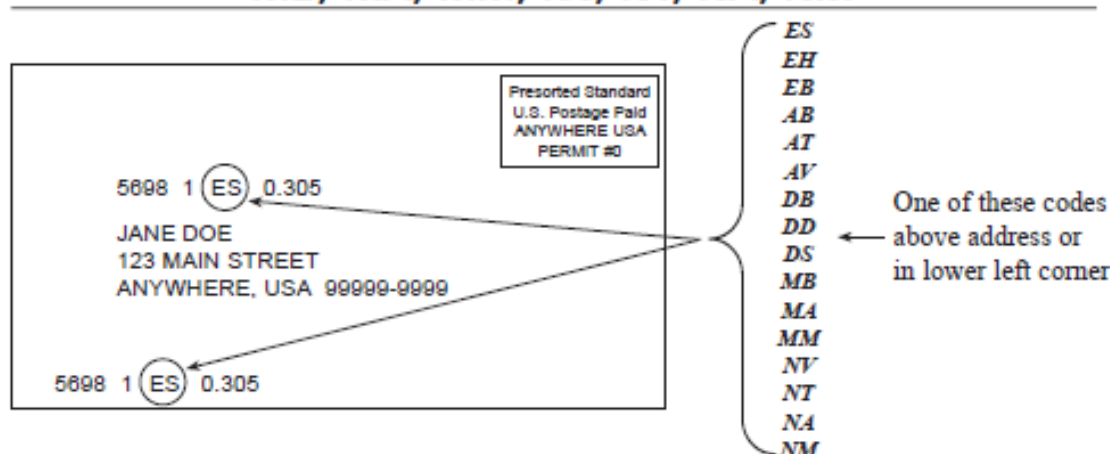 Presorted Standard
U.S. Postage Paid
ANYWHERE USA
PERMIT #0
5698 1 ES 0.305
JANE DOE
123 MAIN STREET
ANYWHERE, USA 99999-9999
5698 1 ES 0.305
ES
EH
EB
AB
AT
AV
DB
DD
DS
MB
MA
MM
NV
NT
NA
NM
One of these codes
above address or
in lower left corner